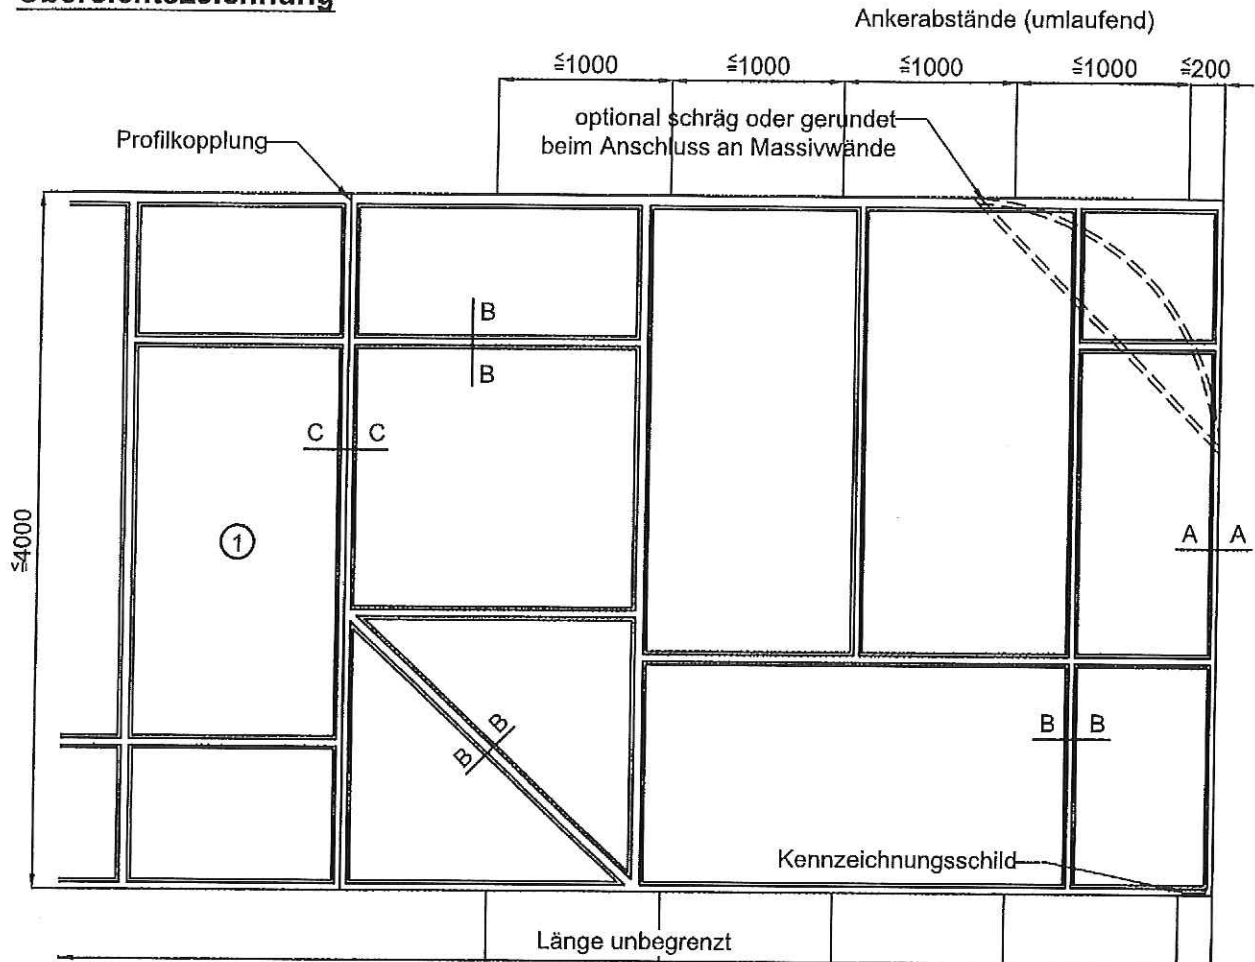 Übersichtszeichnung
Ankerabstände (umlaufend)
≦1000 ≦1000 ≦1000 ≦1000 ≦200
optional schräg oder gerundet
beim Anschluss an Massivwände
Profilkopplung
B
B
C C
1
≦4000
A A
B
B
B B
Kennzeichnungsschild
Länge unbegrenzt